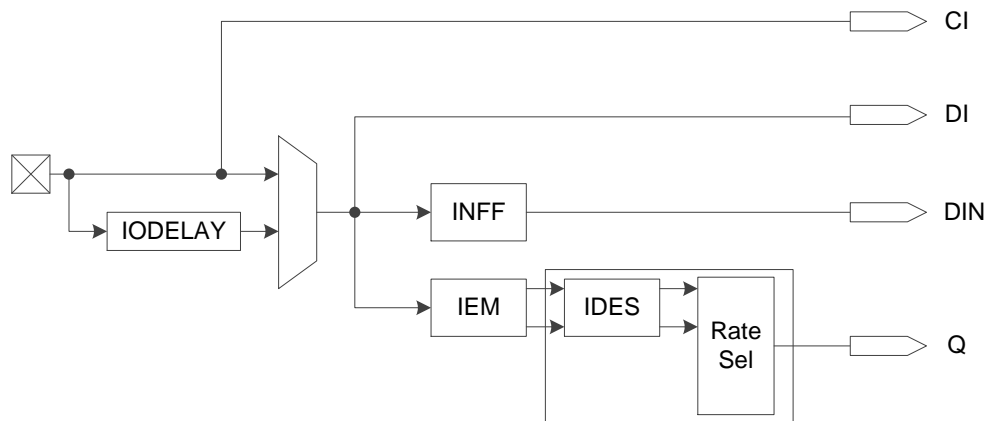 CI
DI
INFF
DIN
IODELAY
IEM
IDES
Rate
Sel
Q